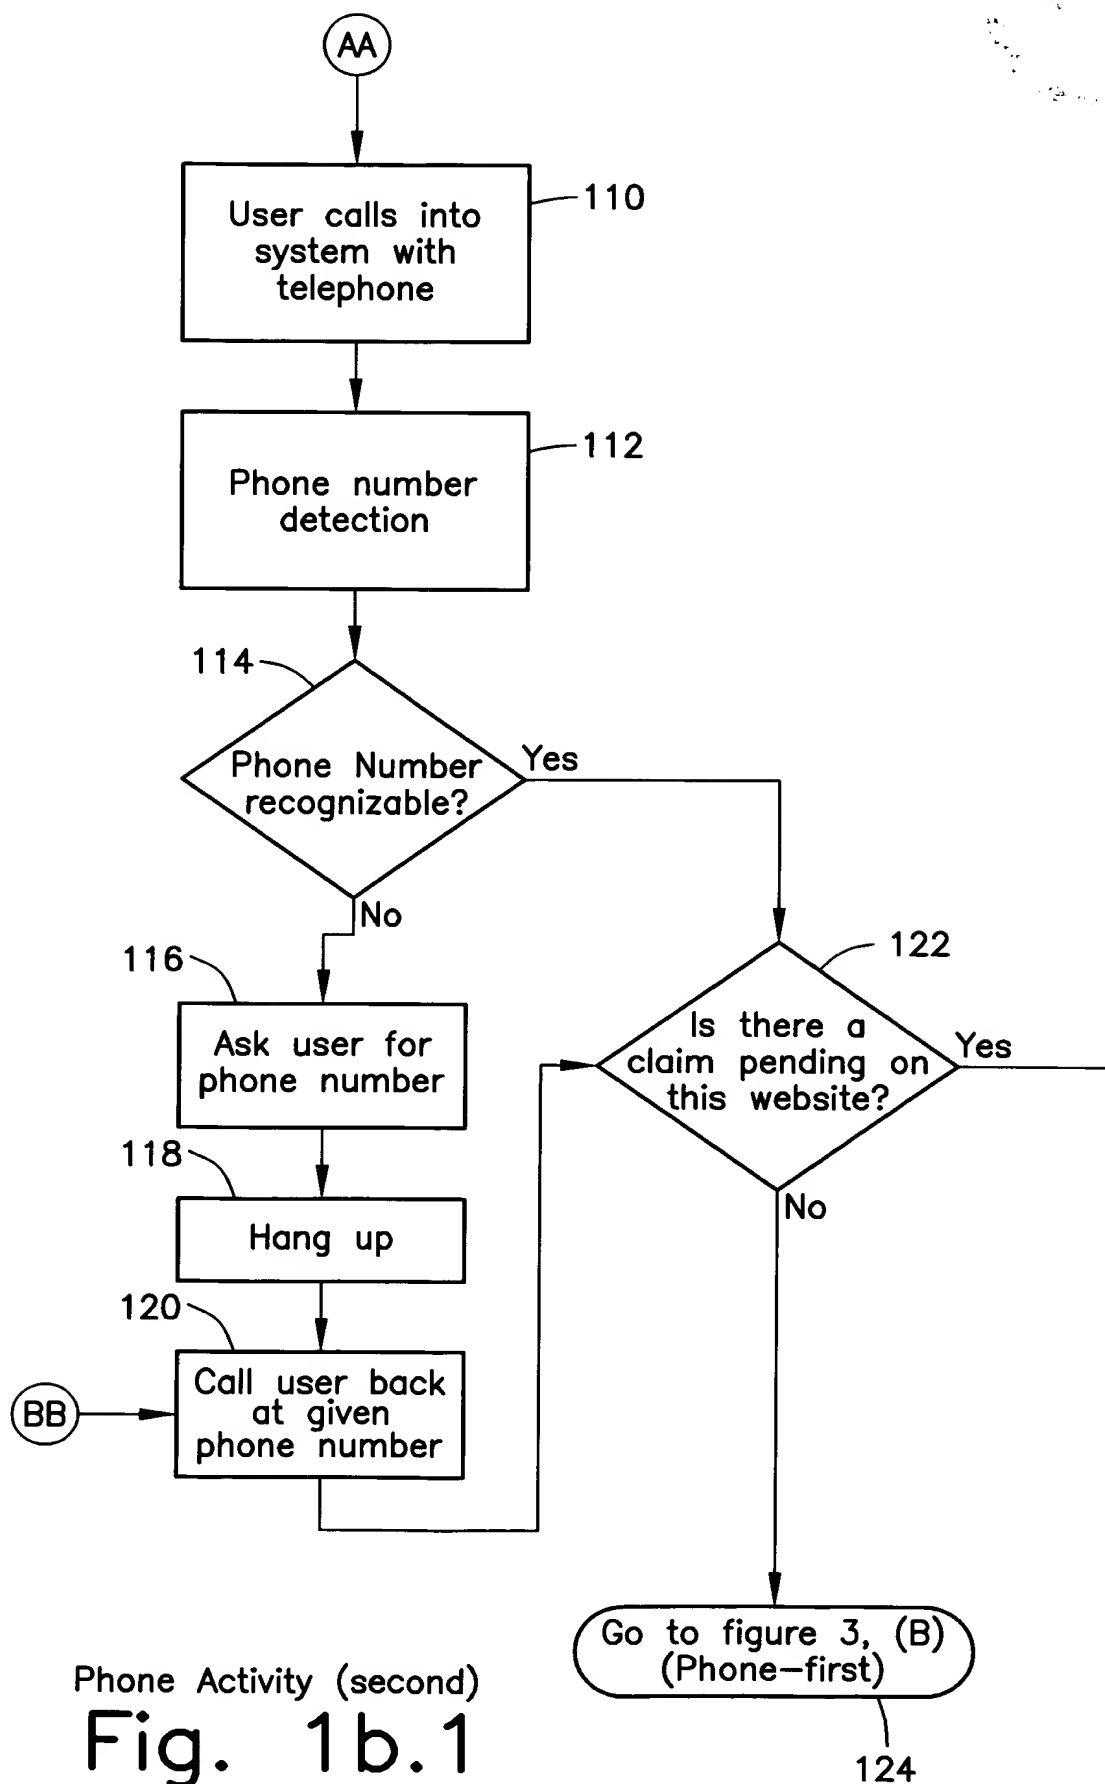 AA
User calls into
system with
telephone
110
Phone number
detection
112
114
Phone Number
recognizable?
Yes
No
116
Ask user for
phone number
122
Is there a
claim pending on
this website?
Yes
No
118
Hang up
120
Call user back
at given
phone number
BB
Go to figure 3, (B)
(Phone-first)
124
Phone Activity (second)
Fig. 1b.1